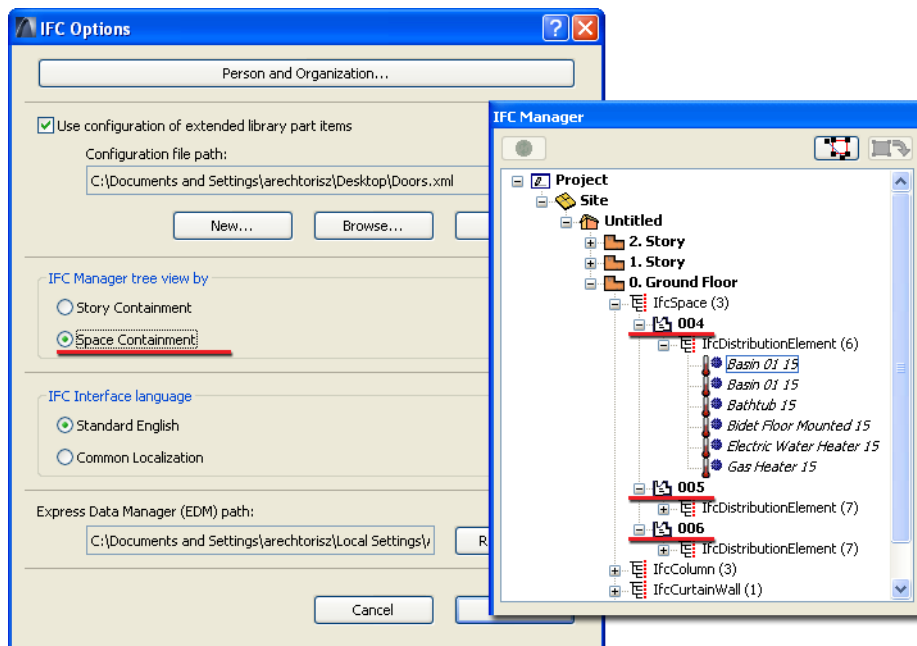 IFC Options
Person and Organization...
Use configuration of extended library part items
Configuration file path:
C:\Documents and Settings\arechtorisz\Desktop\Doors.xml
New...
Browse...
IFC Manager tree view by
Story Containment
Space Containment
IFC Interface language
Standard English
Common Localization
Express Data Manager (EDM) path:
C:\Documents and Settings\arechtorisz\Local Settings\
R
Cancel
IFC Manager
Project
Site
Untitled
2. Story
1. Story
0. Ground Floor
IfcSpace (3)
004
IfcDistributionElement (6)
Basin 01 15
Basin 01 15
Bathtub 15
Bidet Floor Mounted 15
Electric Water Heater 15
Gas Heater 15
005
IfcDistributionElement (7)
006
IfcDistributionElement (7)
IfcColumn (3)
IfcCurtainWall (1)